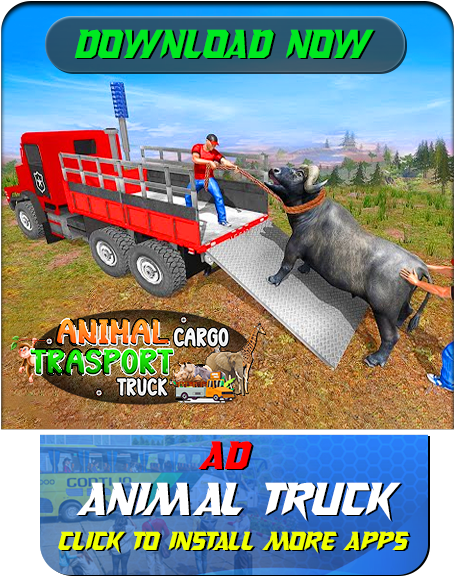 DOWNLOAD NOW
ANIMAL CARGO
TRASPORT
TRUCK
AD
ANIMAL TRUCK
CLICK TO INSTALL MORE APPS